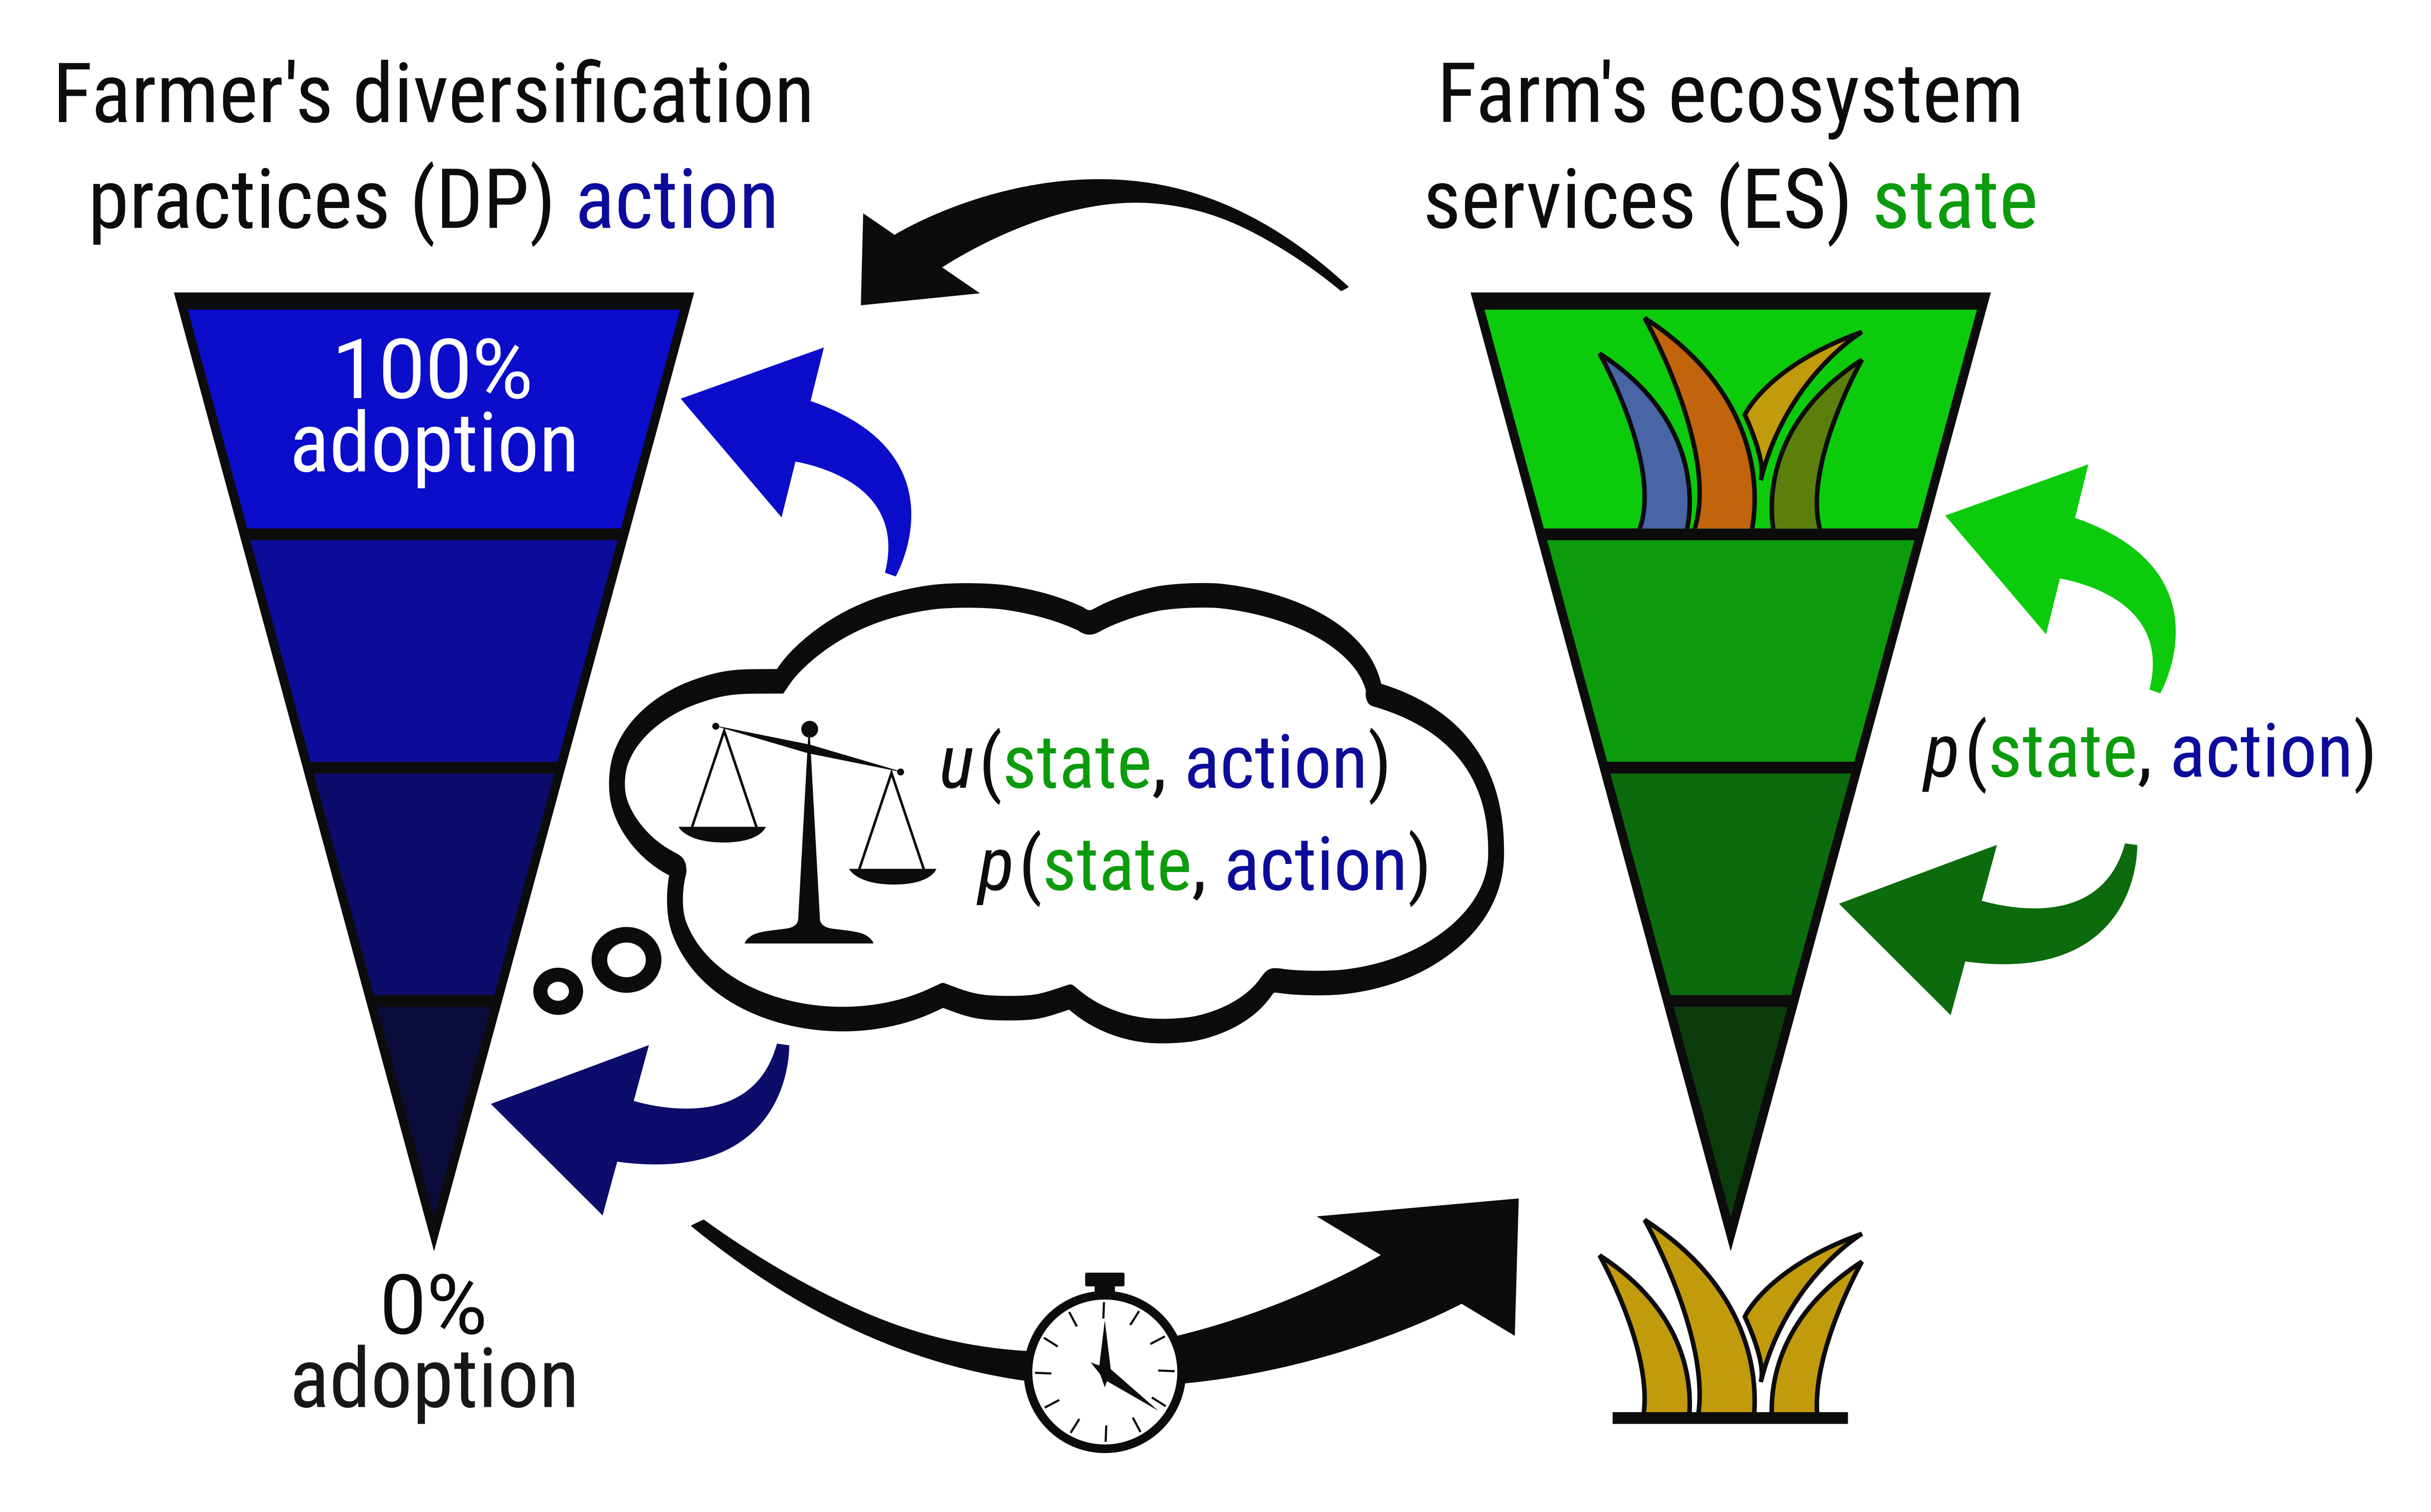 Farmer's diversification
practices (DP) action
Farm's ecosystem
services (ES) state
100%
adoption
u(state, action)
p(state, action)
p(state, action)
0%
adoption